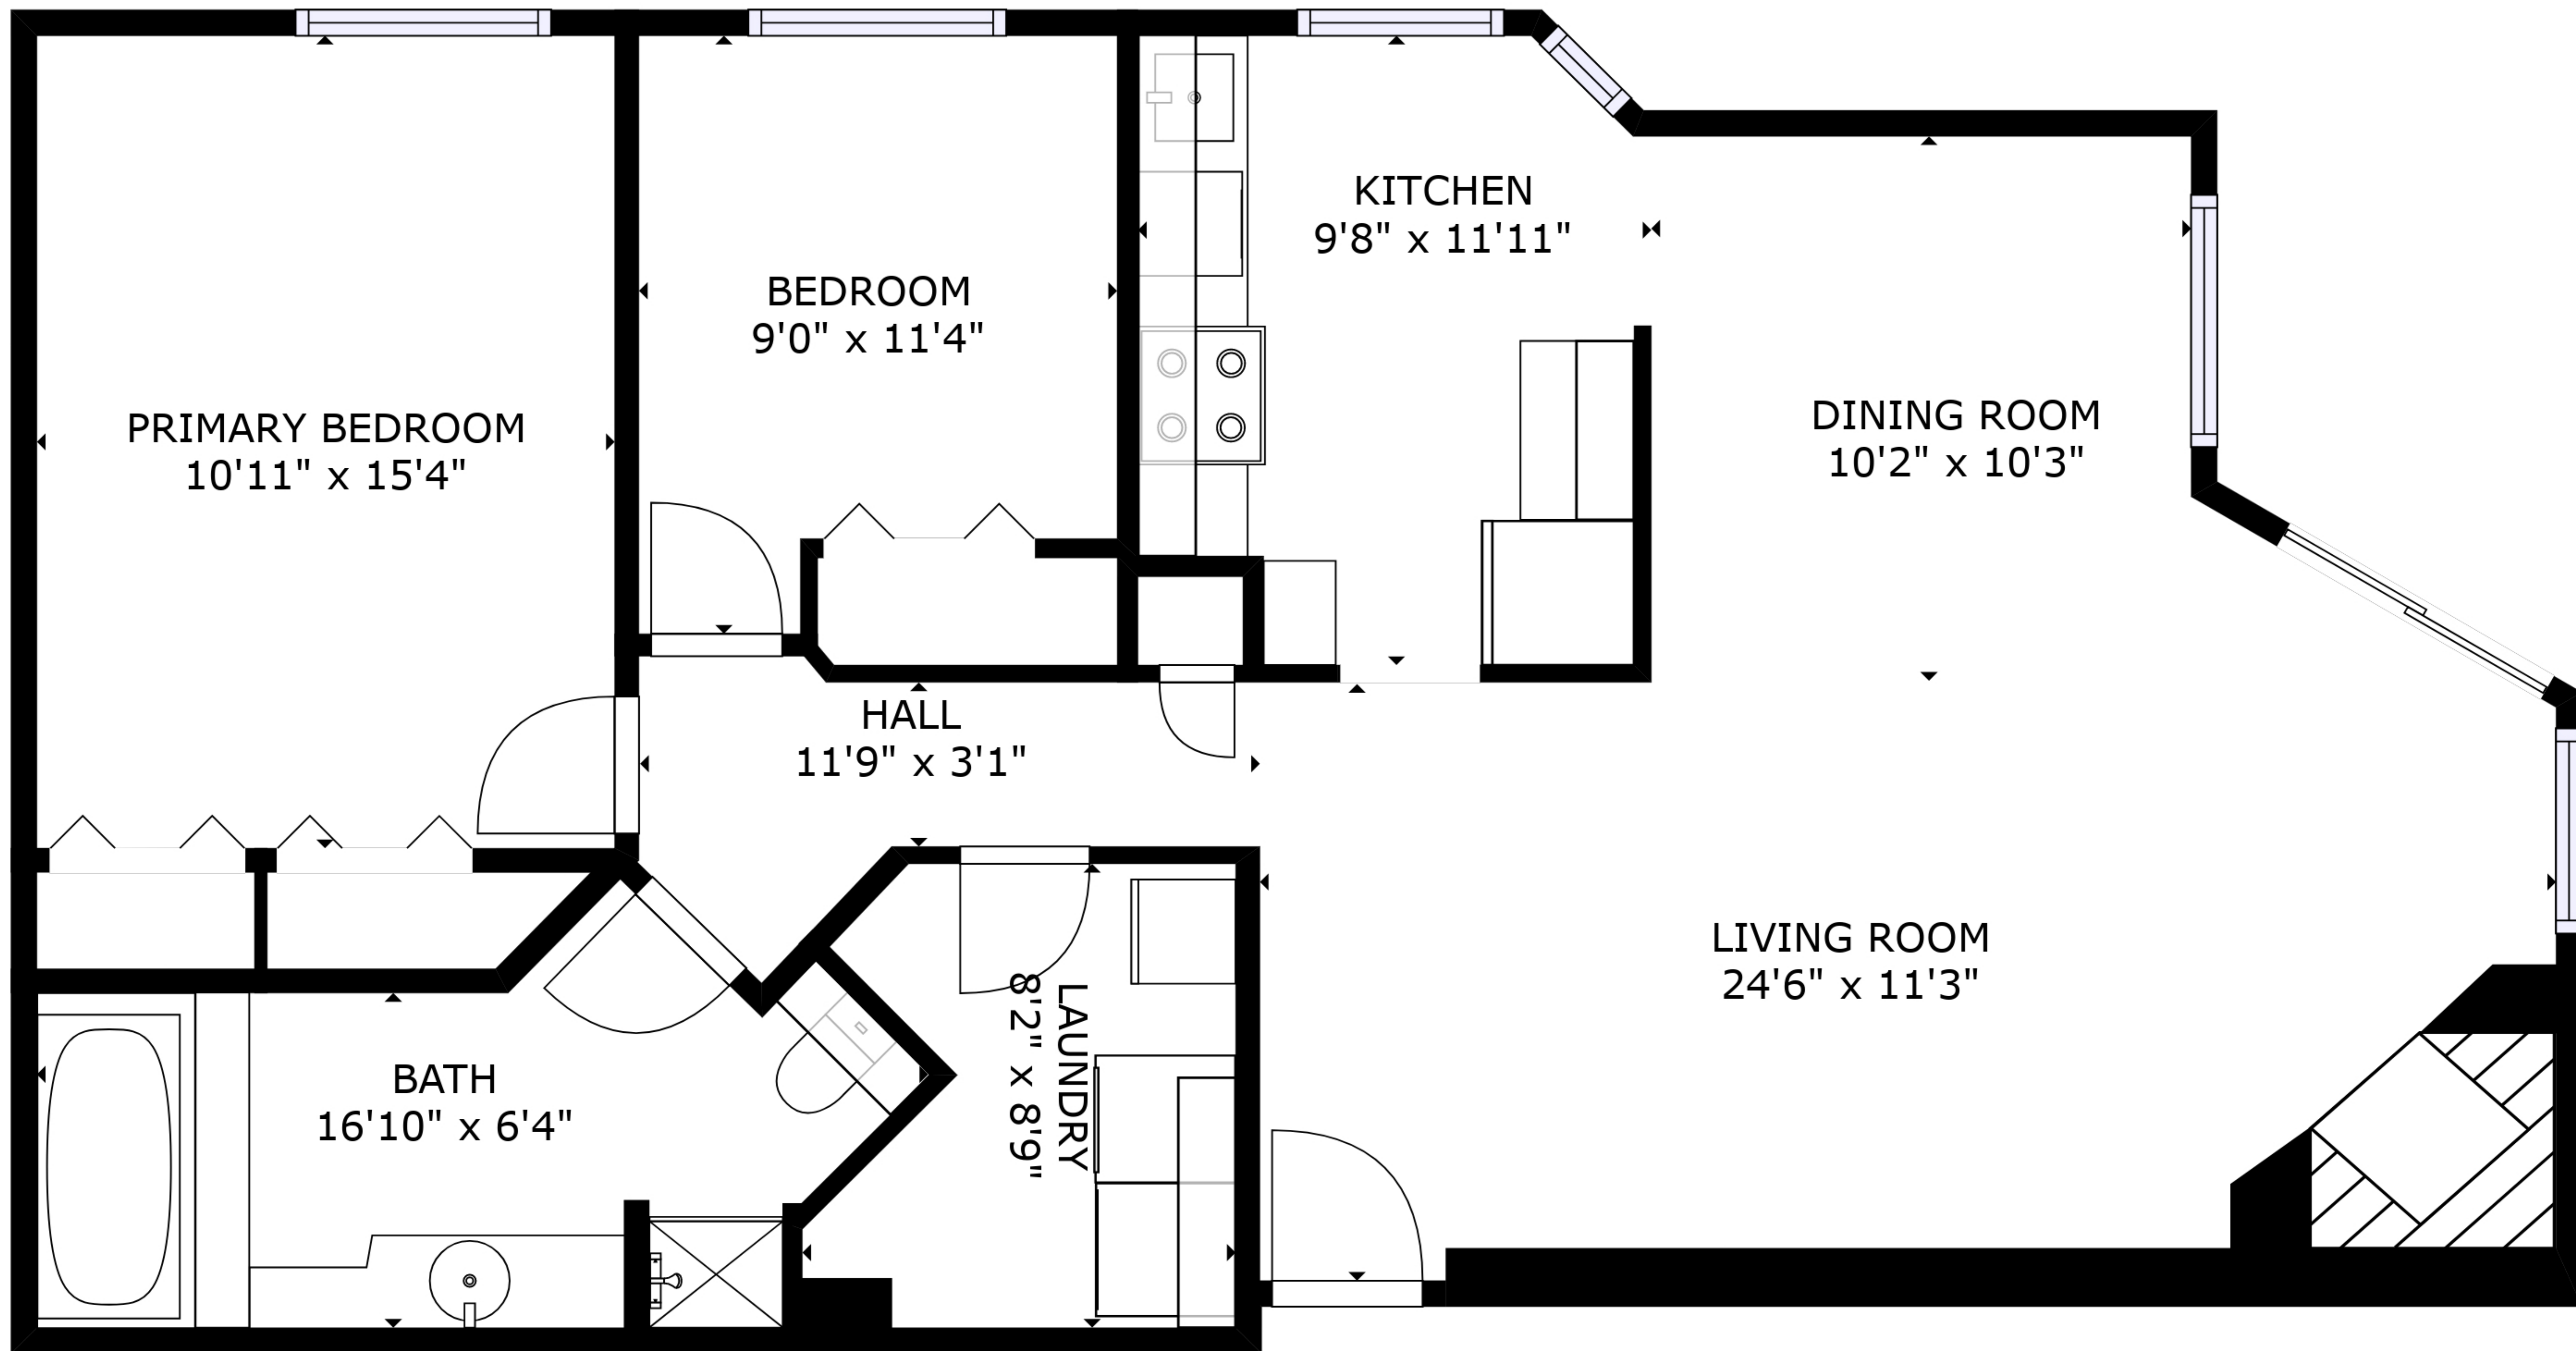 KITCHEN
9'8" x 11'11"
BEDROOM
9'0" x 11'4"
PRIMARY BEDROOM
10'11" x 15'4"
DINING ROOM
10'2" x 10'3"
HALL
11'9" x 3'1"
LIVING ROOM
24'6" x 11'3"
LAUNDRY
8'2" x 8'9"
BATH
16'10" x 6'4"